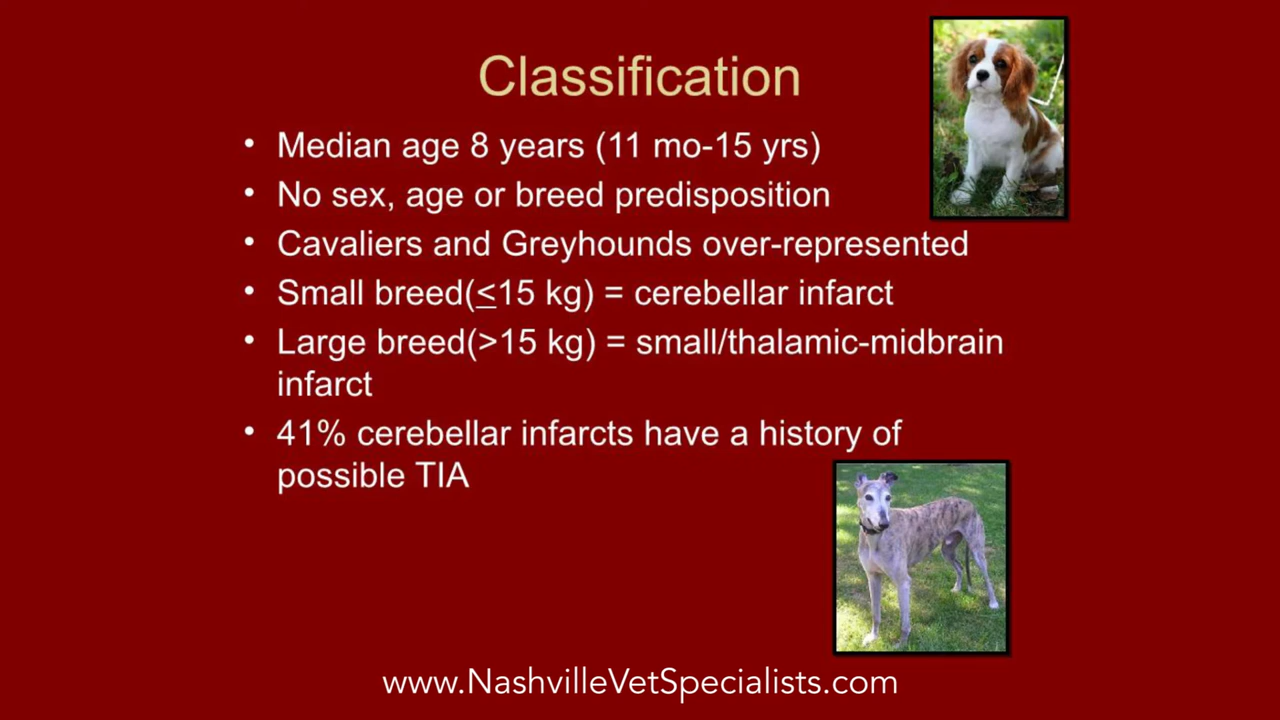 Classification
• Median age 8 years (11 mo-15 yrs)
• No sex, age or breed predisposition
• Cavaliers and Greyhounds over-represented
• Small breed(≤15 kg) = cerebellar infarct
• Large breed(>15 kg) = small/thalamic-midbrain
infarct
• 41% cerebellar infarcts have a history of
possible TIA
www.NashvilleVetSpecialists.com